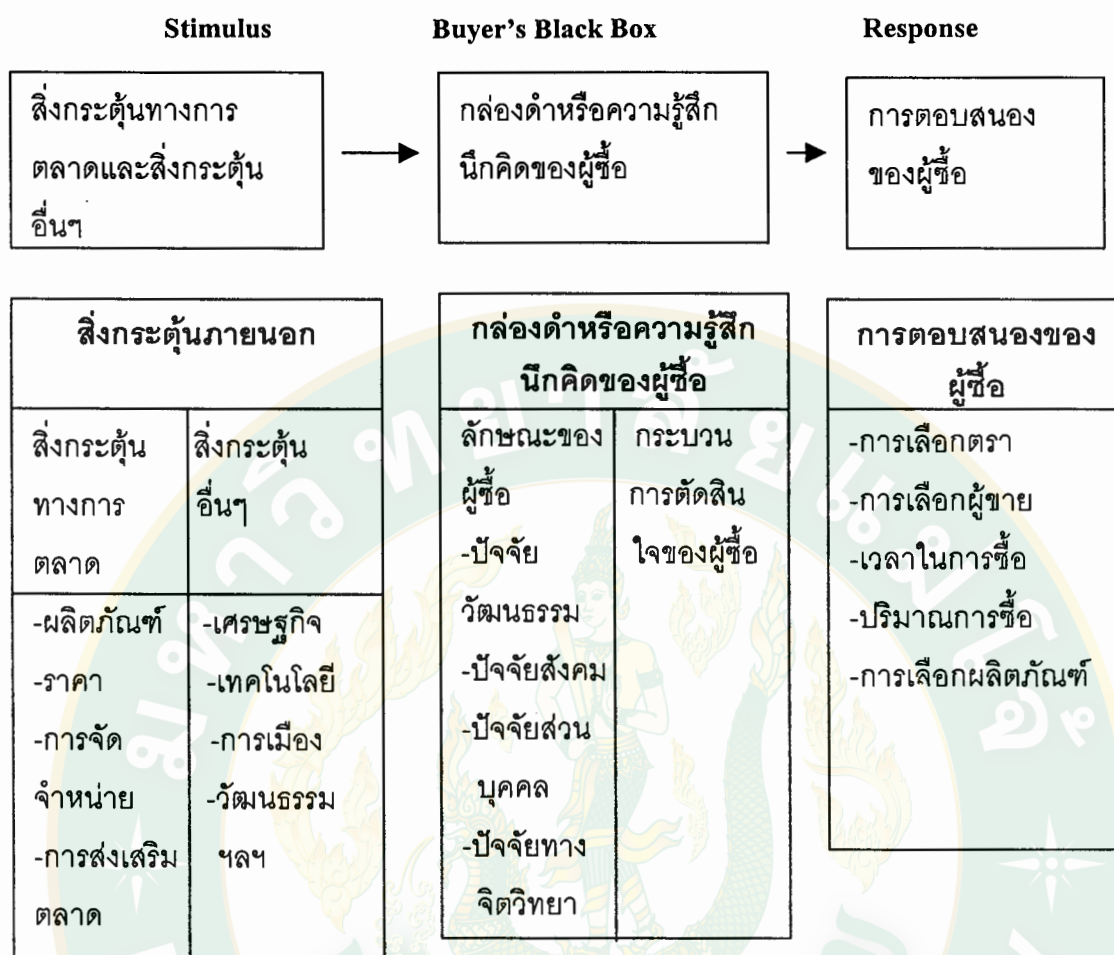 Stimulus Buyer's Black Box Response
สิ่งกระตุ้นทางการ
ตลาดและสิ่งกระตุ้น
อื่นๆ
กล่องดำหรือความรู้สึก
นึกคิดของผู้ซื้อ
การตอบสนอง
ของผู้ซื้อ
สิ่งกระตุ้นภายนอก
สิ่งกระตุ้น
ทางการ
ตลาด
สิ่งกระตุ้น
อื่นๆ
-ผลิตภัณฑ์
-ราคา
-การจัด
จำหน่าย
-การส่งเสริม
ตลาด
-เศรษฐกิจ
-เทคโนโลยี
-การเมือง
-วัฒนธรรม
ฯลฯ
กล่องดำหรือความรู้สึก
นึกคิดของผู้ซื้อ
ลักษณะของ
ผู้ซื้อ
-ปัจจัย
วัฒนธรรม
-ปัจจัยสังคม
-ปัจจัยส่วน
บุคคล
-ปัจจัยทาง
จิตวิทยา
กระบวน
การตัดสิน
ใจของผู้ซื้อ
การตอบสนองของ
ผู้ซื้อ
-การเลือกตรา
-การเลือกผู้ขาย
-เวลาในการซื้อ
-ปริมาณการซื้อ
-การเลือกผลิตภัณฑ์
มหาวิทยาลัยแม่โจ้